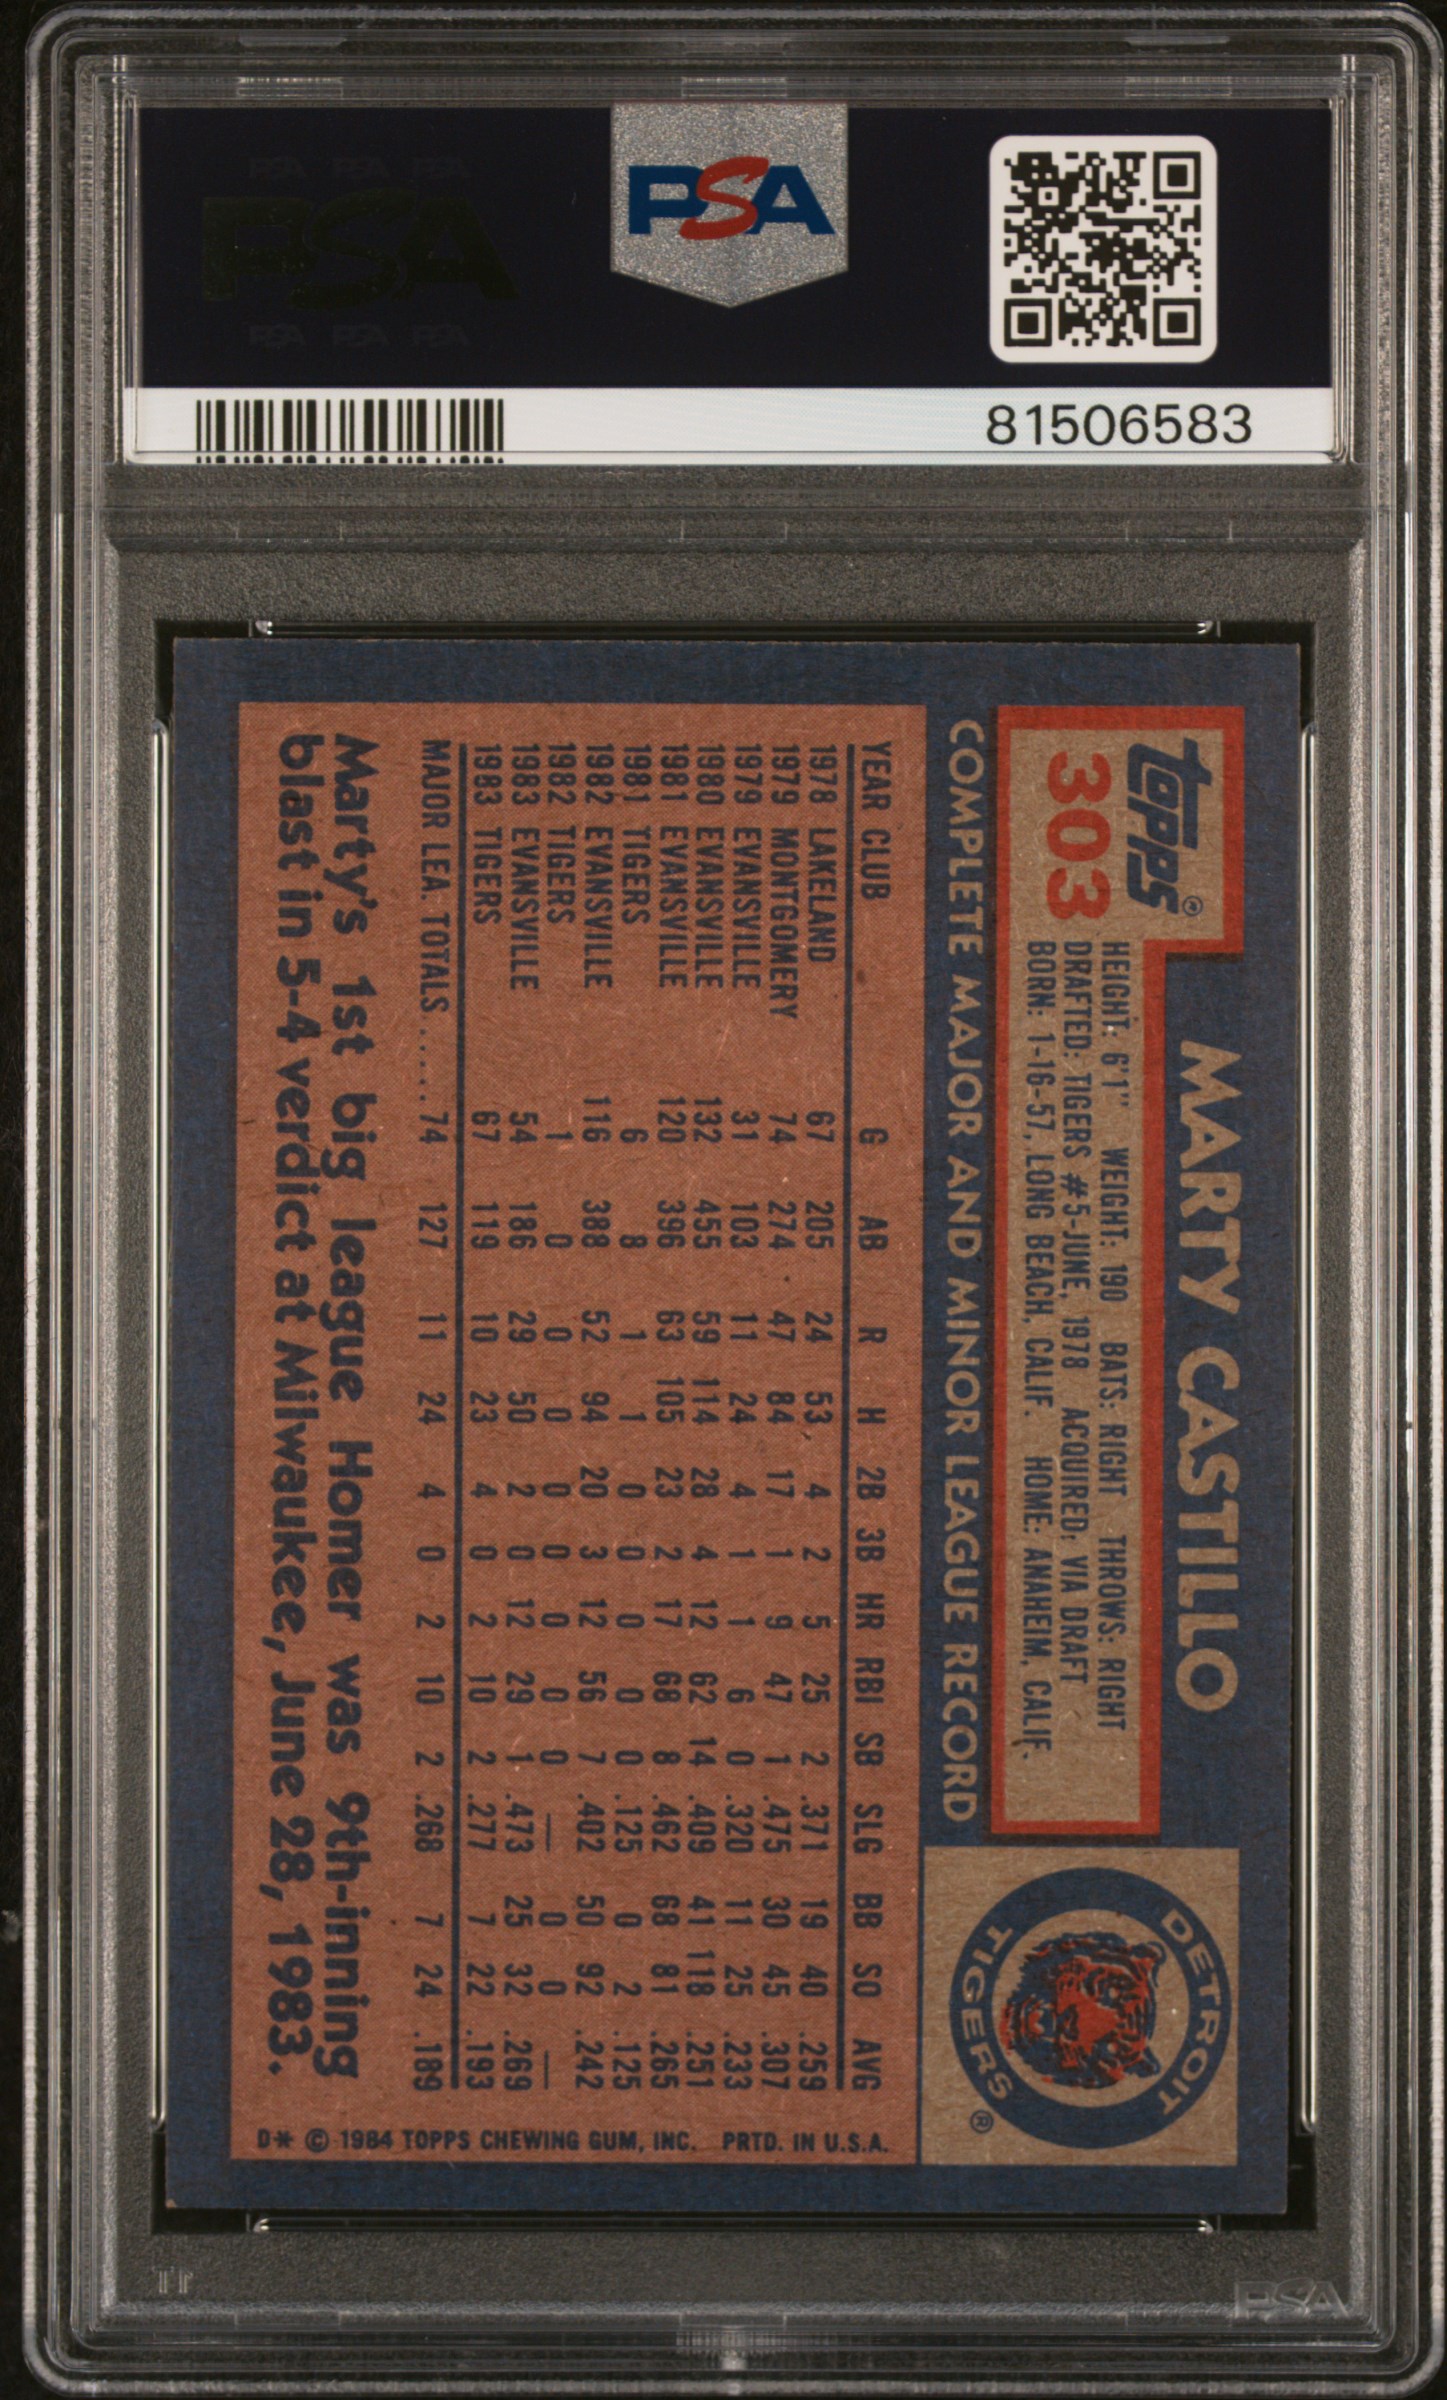 PSA PSA PSA
PSA
PSA PSA PSA
PSA
81506583
topps®
303
MARTY CASTILLO
HEIGHT: 6'1" WEIGHT: 190 BATS: RIGHT THROWS: RIGHT
DRAFTED: TIGERS #5-JUNE, 1978 ACQUIRED: VIA DRAFT
BORN: 1-16-57, LONG BEACH, CALIF. HOME: ANAHEIM, CALIF.
DETROIT
TIGERS ®
COMPLETE MAJOR AND MINOR LEAGUE RECORD
YEAR CLUB G AB R H 2B 3B HR RBI SB SLG BB SO AVG
1978 LAKELAND 67 205 24 53 4 2 5 25 2 .371 19 40 .259
1979 MONTGOMERY 74 274 47 84 17 1 9 47 1 .475 30 45 .307
1979 EVANSVILLE 31 103 11 24 4 1 1 6 0 .320 11 25 .233
1980 EVANSVILLE 132 455 59 114 28 4 12 62 14 .409 41 118 .251
1981 EVANSVILLE 120 396 63 105 23 2 17 68 8 .462 68 81 .265
1981 TIGERS 6 8 1 1 0 0 0 0 0 .125 0 2 .125
1982 EVANSVILLE 116 388 52 94 20 3 12 56 7 .402 50 92 .242
1982 TIGERS 1 0 0 0 0 0 0 0 0 — 0 0 —
1983 EVANSVILLE 54 186 29 50 2 0 12 29 1 .473 25 32 .269
1983 TIGERS 67 119 10 23 4 0 2 10 2 .277 7 22 .193
MAJOR LEA. TOTALS.....74 127 11 24 4 0 2 10 2 .268 7 24 .189
Marty's 1st big league Homer was 9th-inning
blast in 5-4 verdict at Milwaukee, June 28, 1983.
D* © 1984 TOPPS CHEWING GUM, INC. PRTD. IN U.S.A.
PSA